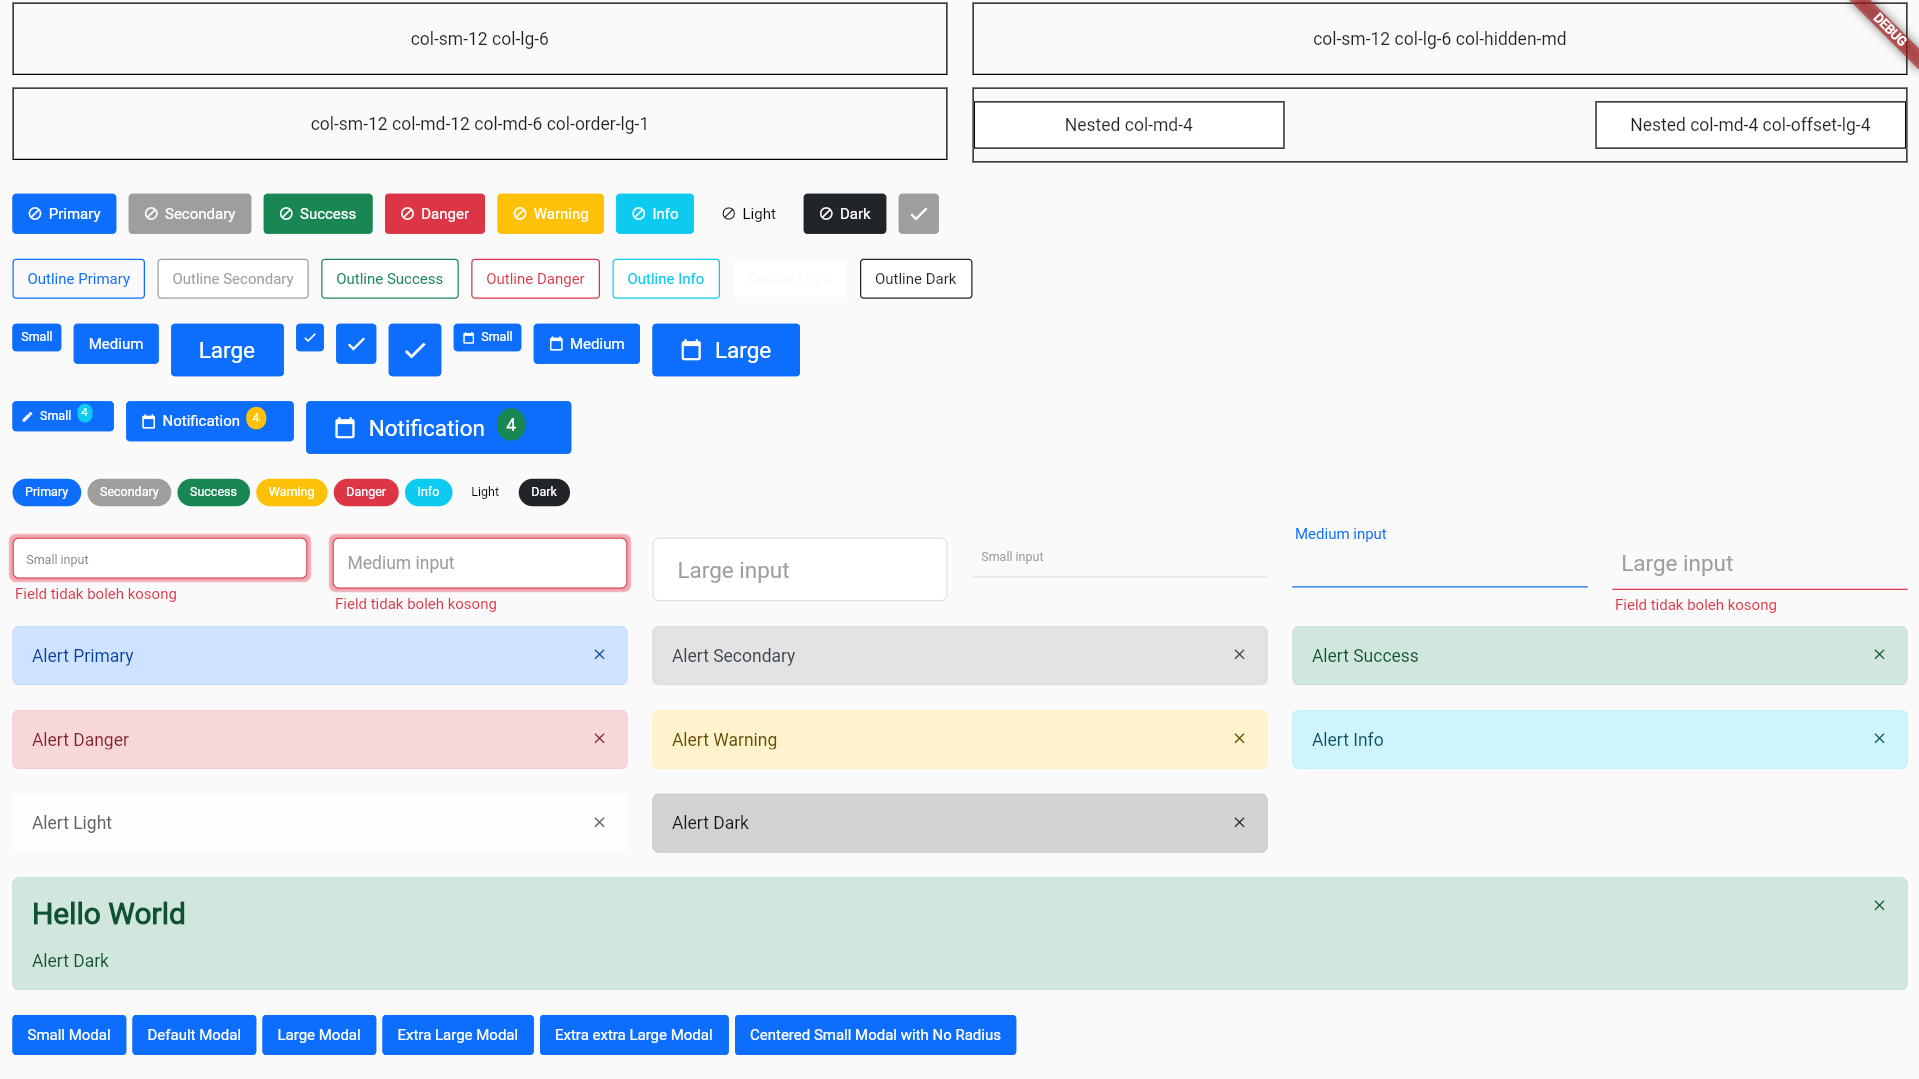 col-sm-12 col-lg-6
col-sm-12 col-lg-6 col-hidden-md
DEBUG
col-sm-12 col-md-12 col-md-6 col-order-lg-1
Nested col-md-4
Nested col-md-4 col-offset-lg-4
Primary
Secondary
Success
Danger
Warning
Info
Light
Dark
Outline Primary
Outline Secondary
Outline Success
Outline Danger
Outline Info
Outline Light
Outline Dark
Small
Medium
Large
Small
Medium
Large
Small 4
Notification 4
Notification 4
Primary
Secondary
Success
Warning
Danger
Info
Light
Dark
Small input
Field tidak boleh kosong
Medium input
Field tidak boleh kosong
Large input
Small input
Medium input
Large input
Field tidak boleh kosong
Alert Primary
Alert Secondary
Alert Success
Alert Danger
Alert Warning
Alert Info
Alert Light
Alert Dark
Hello World
Alert Dark
Small Modal
Default Modal
Large Modal
Extra Large Modal
Extra extra Large Modal
Centered Small Modal with No Radius